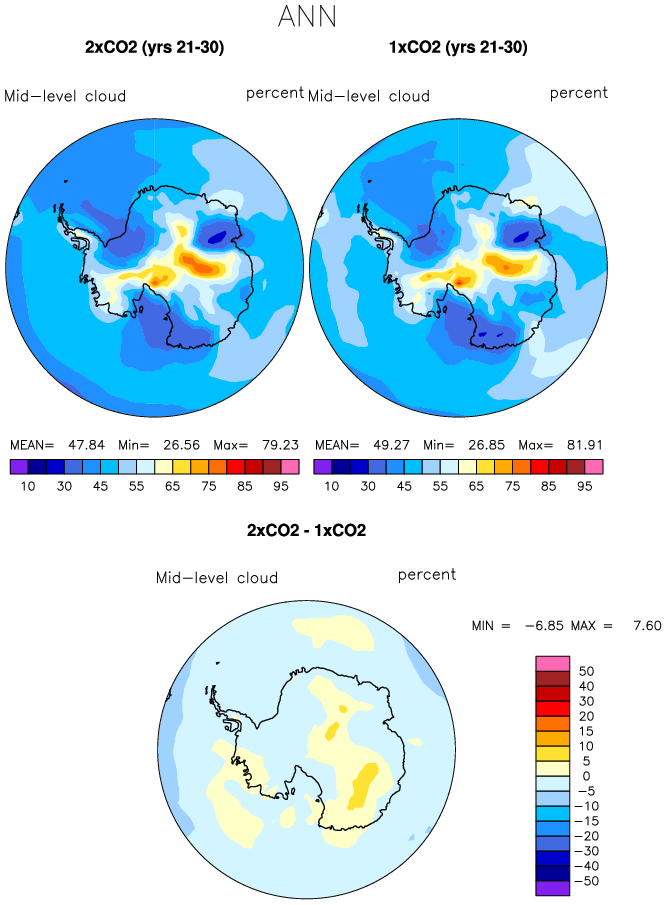 ANN
2xCO2 (yrs 21-30)
1xCO2 (yrs 21-30)
Mid-level cloud percent
Mid-level cloud percent
MEAN= 47.84 Min= 26.56 Max= 79.23
MEAN= 49.27 Min= 26.85 Max= 81.91
10 30 45 55 65 75 85 95
10 30 45 55 65 75 85 95
2xCO2 - 1xCO2
Mid-level cloud percent
MIN = -6.85 MAX = 7.60
50
40
30
20
15
10
5
0
-5
-10
-15
-20
-30
-40
-50